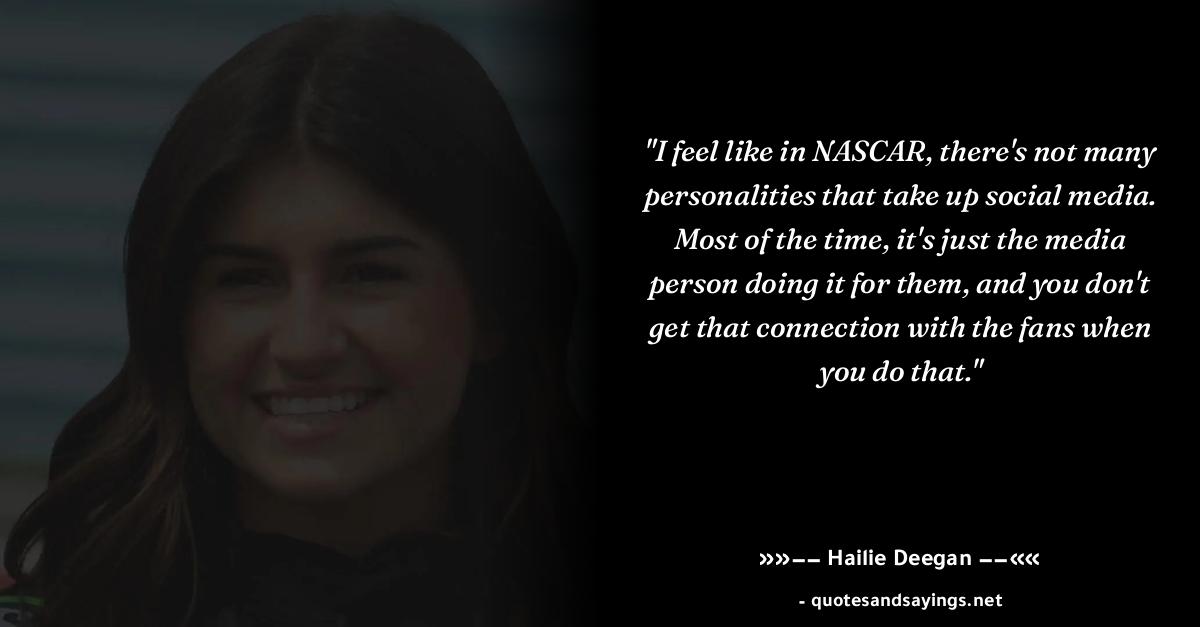 "I feel like in NASCAR, there's not many
personalities that take up social media.
Most of the time, it's just the media
person doing it for them, and you don't
get that connection with the fans when
you do that."
»»−− Hailie Deegan −−««
- quotesandsayings.net